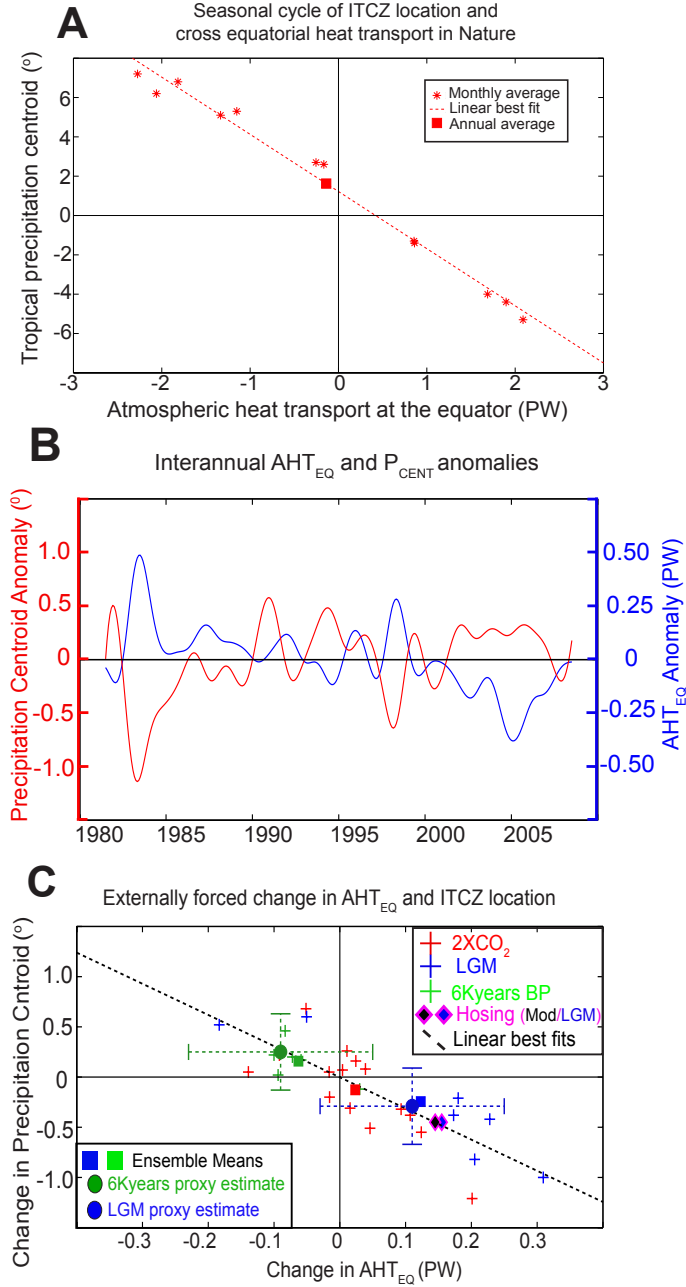 A
Seasonal cycle of ITCZ location and
cross equatorial heat transport in Nature
Tropical precipitation centroid (°)
6
4
2
0
-2
-4
-6
Monthly average
Linear best fit
Annual average
-3 -2 -1 0 1 2 3
Atmospheric heat transport at the equator (PW)
B
Interannual AHT_EQ and P_CENT anomalies
Precipitation Centroid Anomaly (⁰)
1.0
0.5
0
-0.5
-1.0
0.50
0.25
0
-0.25
-0.50
AHT_EQ Anomaly (PW)
1980 1985 1990 1995 2000 2005
C
Externally forced change in AHT_EQ and ITCZ location
Change in Precipitaion Cntroid (°)
1.0
0.5
0
-0.5
-1.0
2XCO₂
LGM
6Kyears BP
Hosing (Mod/LGM)
Linear best fits
Ensemble Means
6Kyears proxy estimate
LGM proxy estimate
-0.3 -0.2 -0.1 0 0.1 0.2 0.3
Change in AHT_EQ (PW)